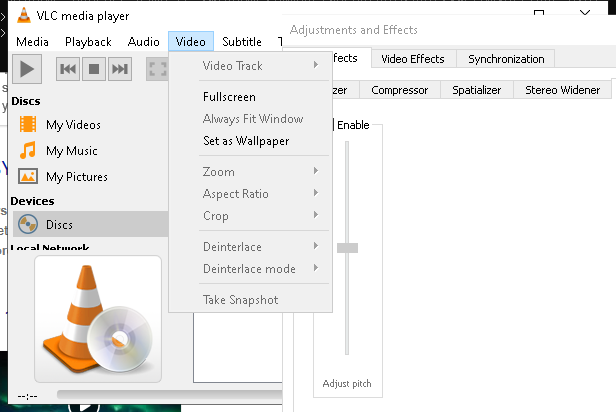 VLC media player
Media Playback Audio Video Subtitle T
Adjustments and Effects
ffects Video Effects Synchronization
zer Compressor Spatializer Stereo Widener
Enable
Adjust pitch
Video Track
Fullscreen
Always Fit Window
Set as Wallpaper
Zoom
Aspect Ratio
Crop
Deinterlace
Deinterlace mode
Take Snapshot
Discs
My Videos
My Music
My Pictures
Devices
Discs
Local Network
--:--